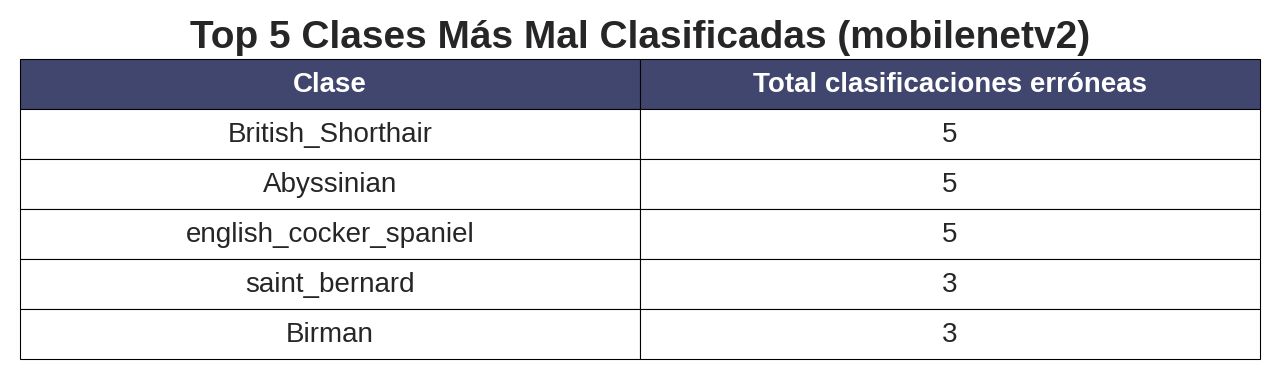 Top 5 Clases Más Mal Clasificadas (mobilenetv2)
Clase Total clasificaciones erróneas
British_Shorthair 5
Abyssinian 5
english_cocker_spaniel 5
saint_bernard 3
Birman 3